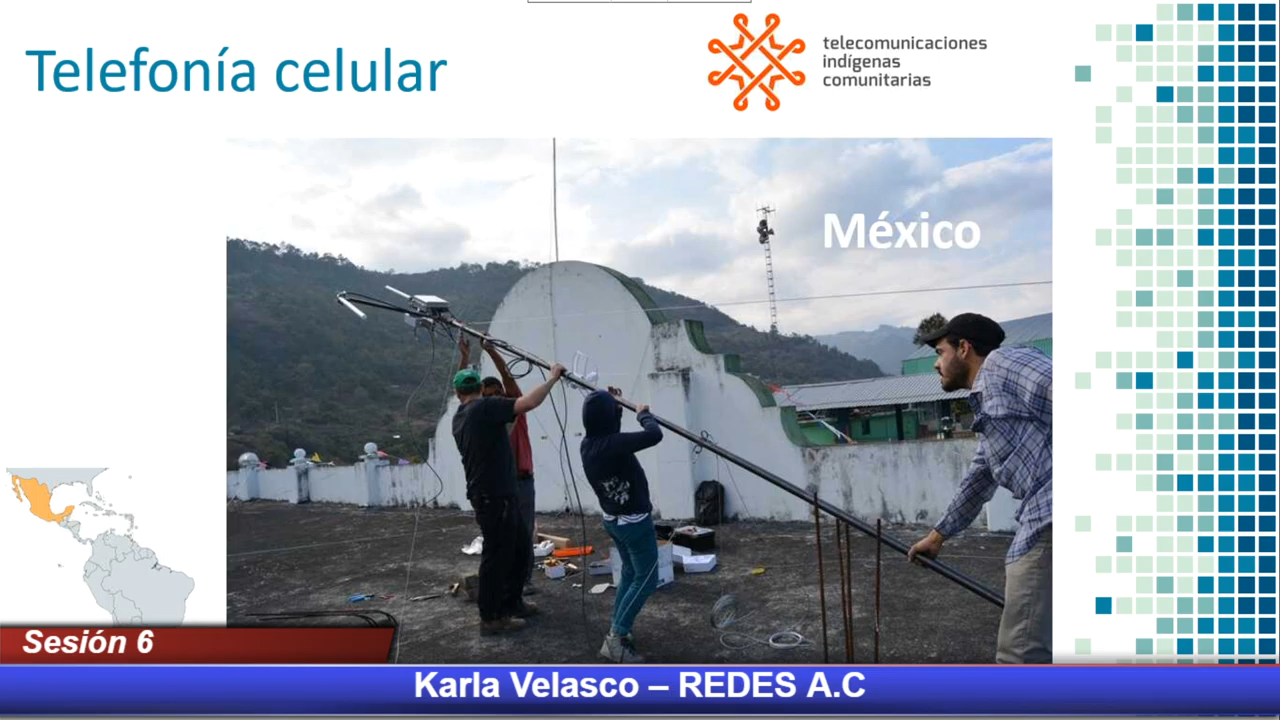 Telefonía celular
telecomunicaciones
indígenas
comunitarias
México
Sesión 6
Karla Velasco – REDES A.C